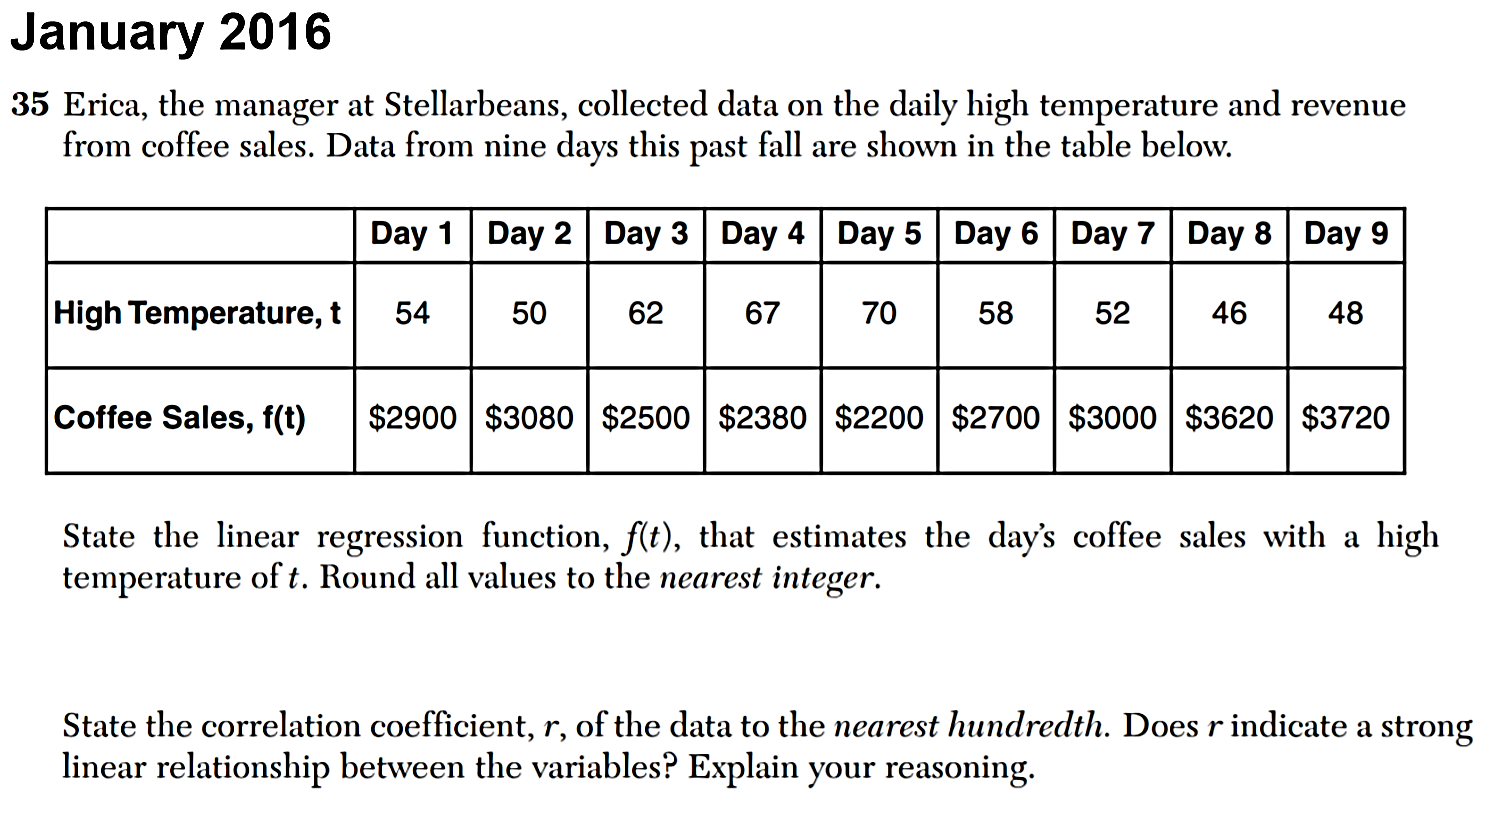 January 2016
35 Erica, the manager at Stellarbeans, collected data on the daily high temperature and revenue
from coffee sales. Data from nine days this past fall are shown in the table below.
Day 1 Day 2 Day 3 Day 4 Day 5 Day 6 Day 7 Day 8 Day 9
High Temperature, t 54 50 62 67 70 58 52 46 48
Coffee Sales, f(t) $2900 $3080 $2500 $2380 $2200 $2700 $3000 $3620 $3720
State the linear regression function, f(t), that estimates the day's coffee sales with a high
temperature of t. Round all values to the nearest integer.
State the correlation coefficient, r, of the data to the nearest hundredth. Does r indicate a strong
linear relationship between the variables? Explain your reasoning.